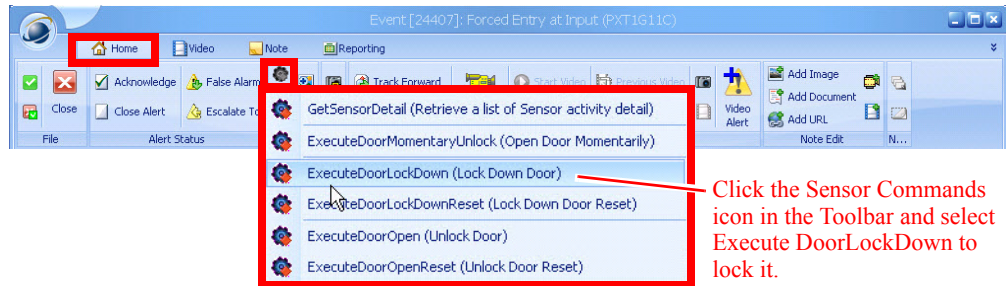 Event [24407]: Forced Entry at Input (PXT1G11C)
Home Video Note Reporting
Acknowledge False Alarm Track Forward Start Video Previous Video Add Image
Add Document
Close Close Alert Escalate To Video Alert Add URL
File Alert Status Note Edit N...
GetSensorDetail (Retrieve a list of Sensor activity detail)
ExecuteDoorMomentaryUnlock (Open Door Momentarily)
ExecuteDoorLockDown (Lock Down Door)
ExecuteDoorLockDownReset (Lock Down Door Reset)
ExecuteDoorOpen (Unlock Door)
ExecuteDoorOpenReset (Unlock Door Reset)
Click the Sensor Commands
icon in the Toolbar and select
Execute DoorLockDown to
lock it.